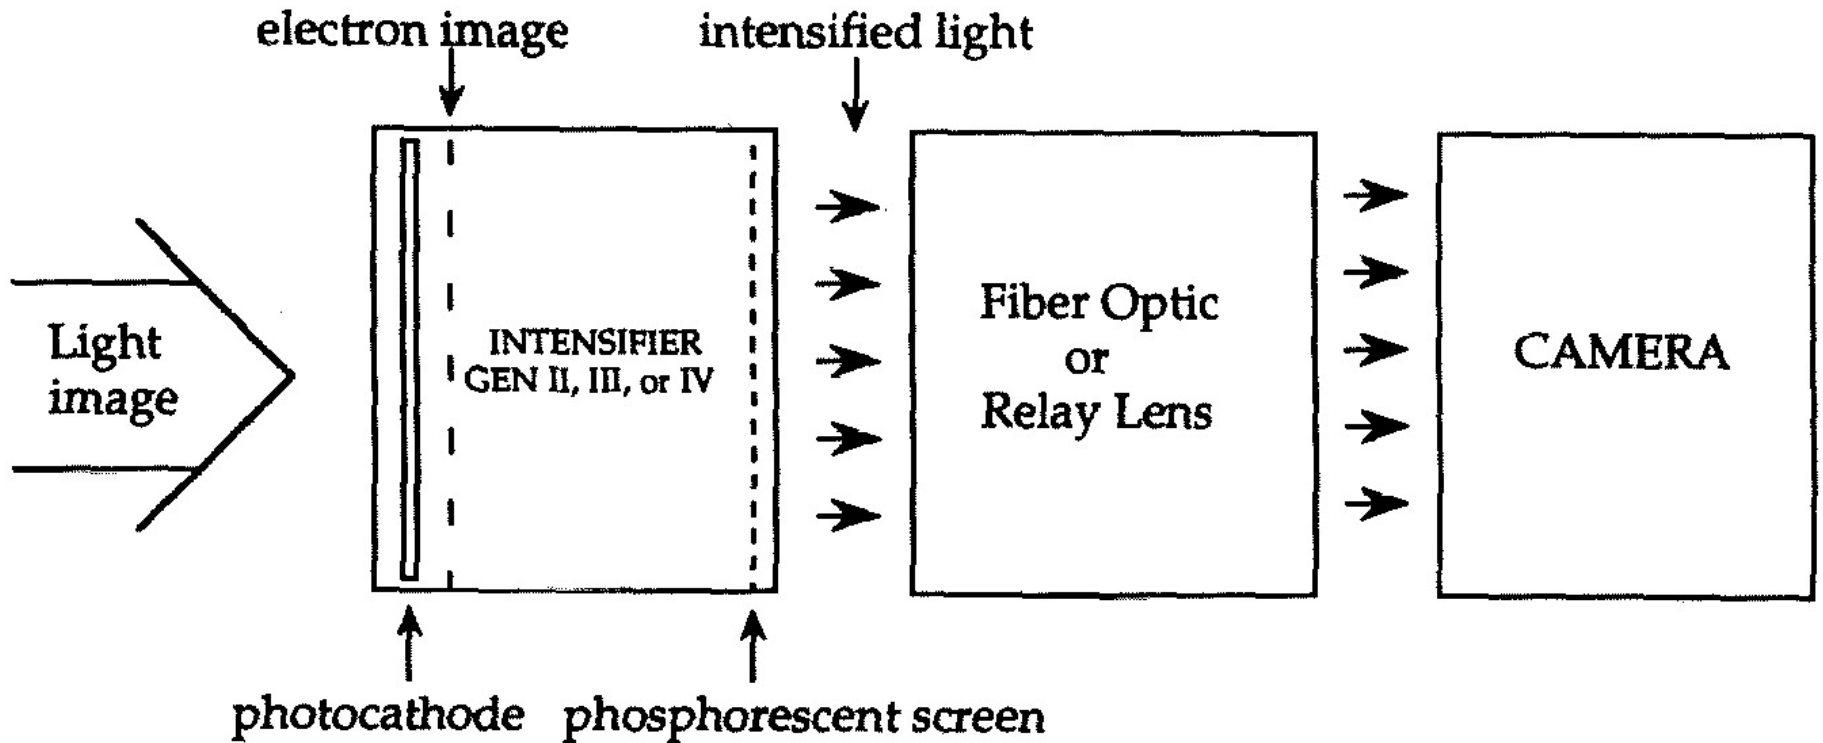 electron image
intensified light
Light
image
INTENSIFIER
GEN II, III, or IV
Fiber Optic
or
Relay Lens
CAMERA
photocathode
phosphorescent screen